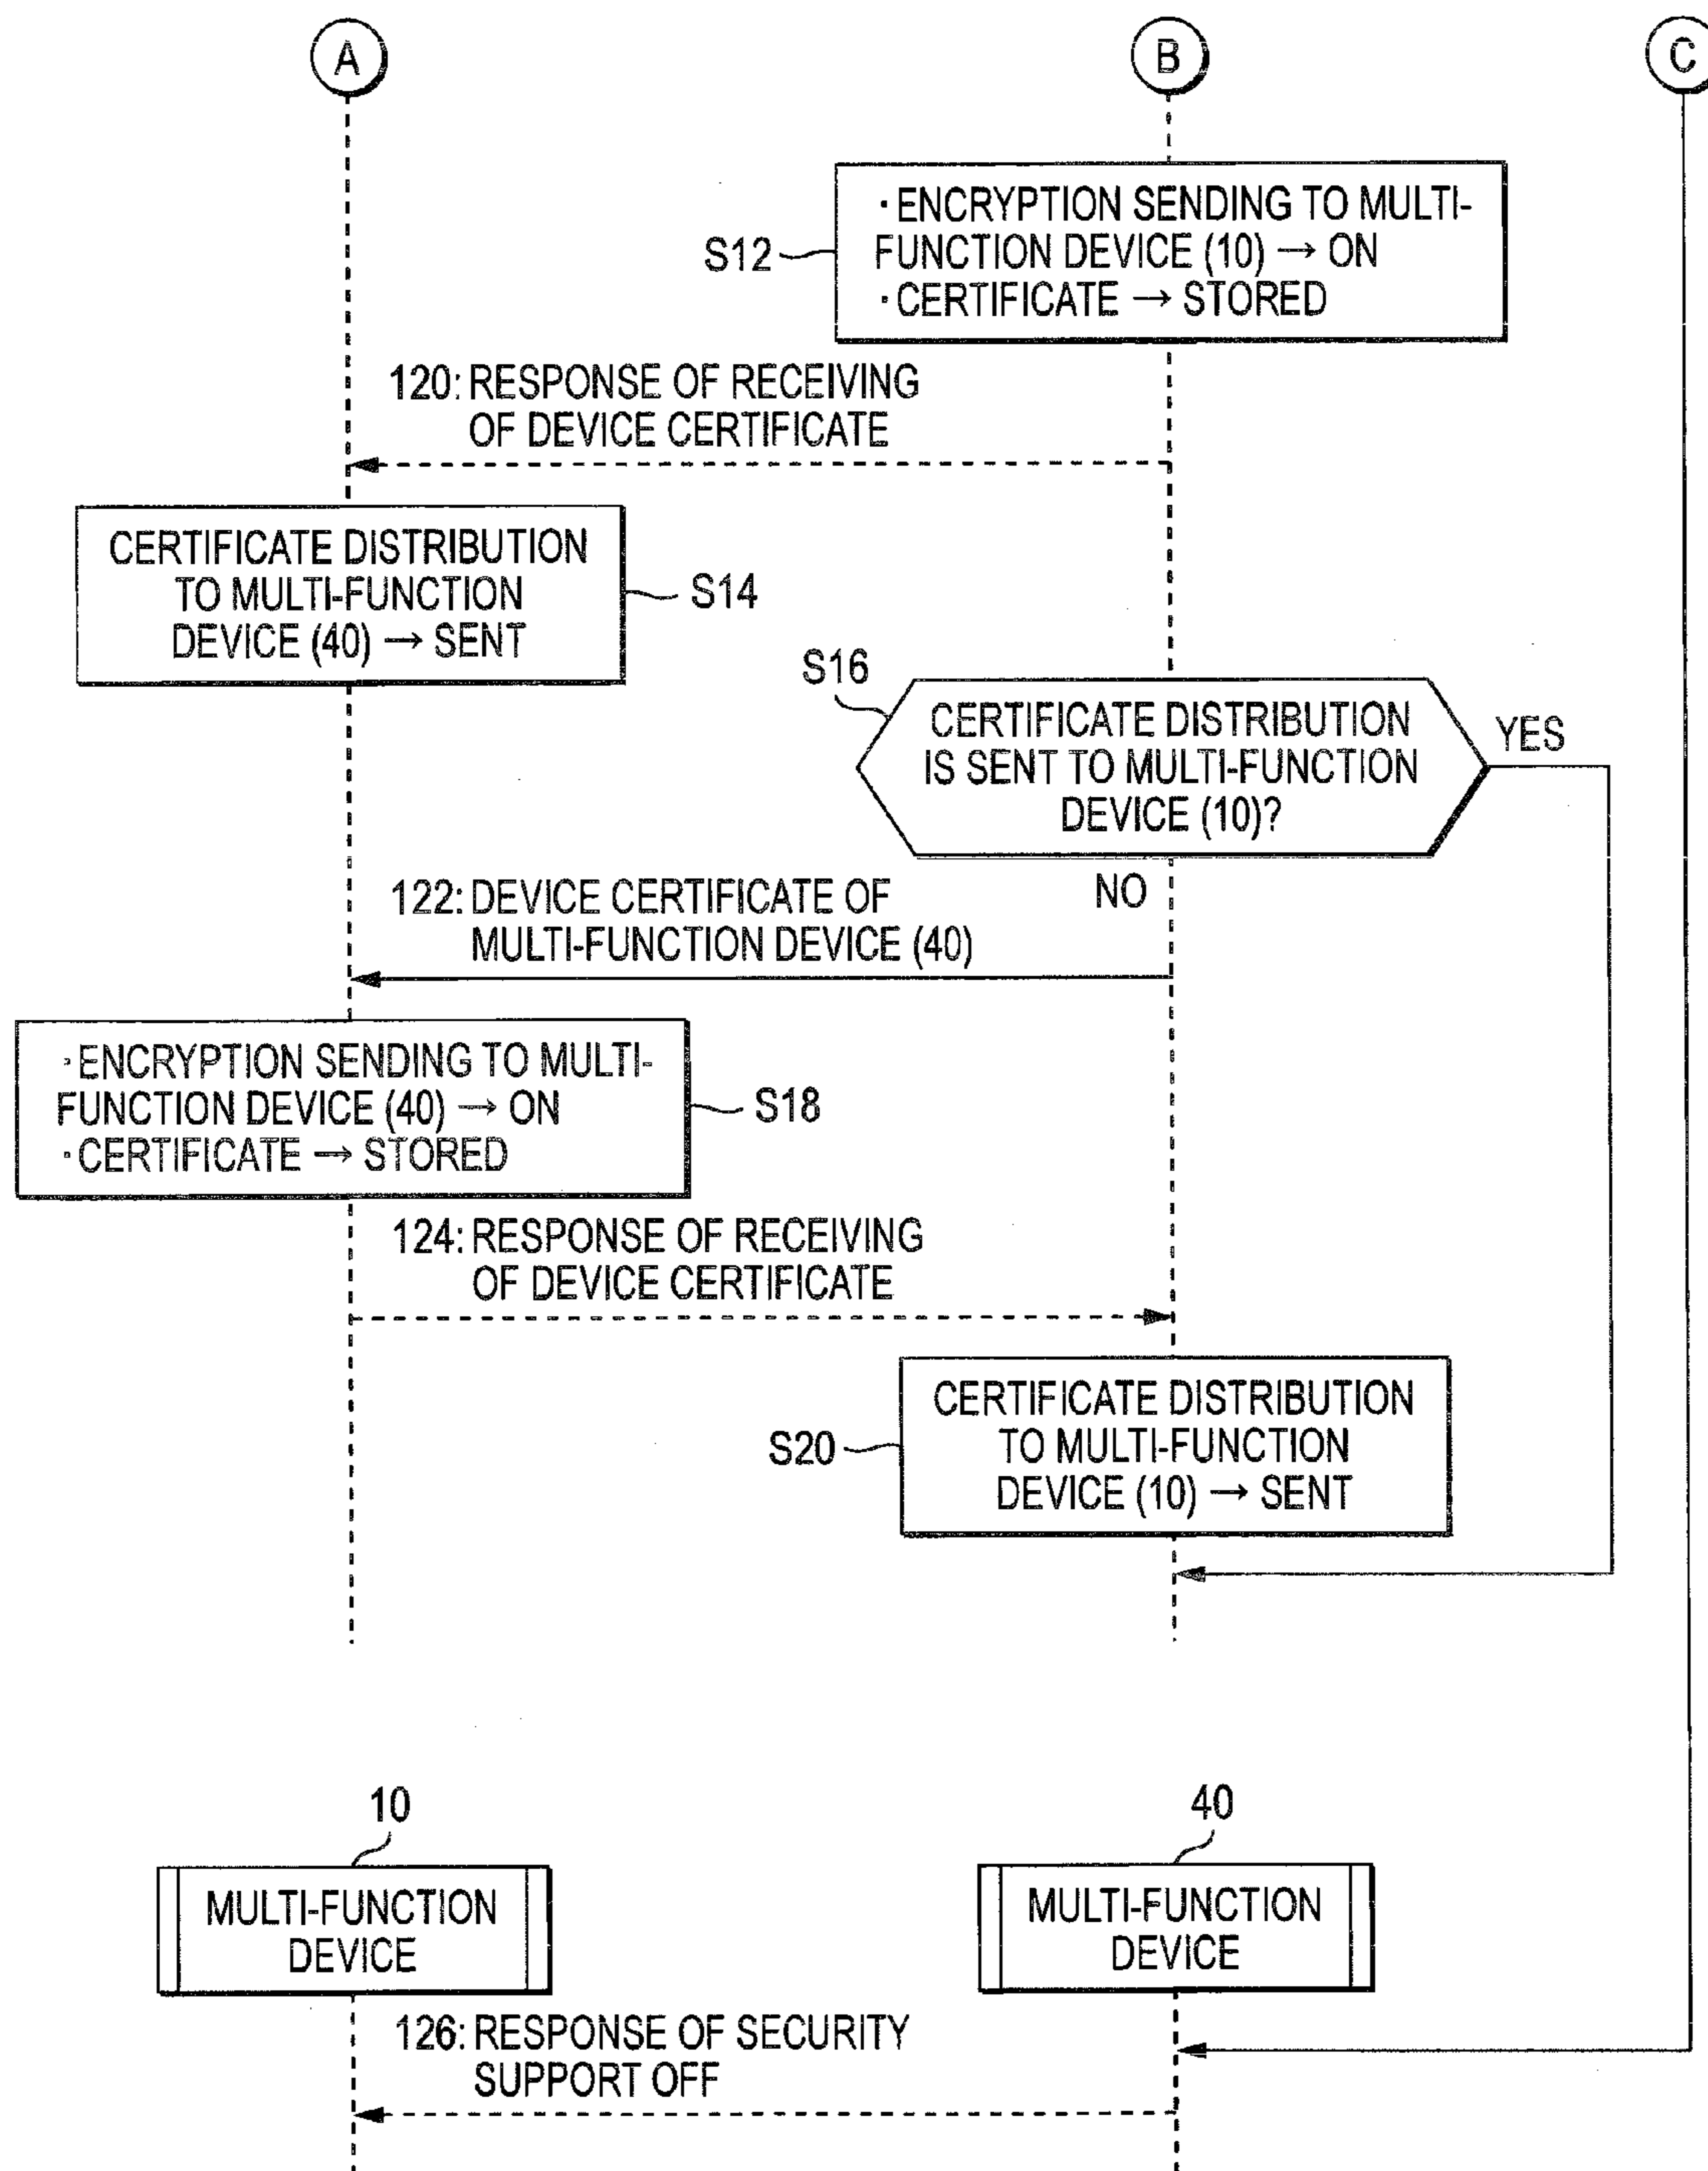 A
B
C
S12
· ENCRYPTION SENDING TO MULTI-
FUNCTION DEVICE (10) → ON
· CERTIFICATE → STORED
120: RESPONSE OF RECEIVING
OF DEVICE CERTIFICATE
CERTIFICATE DISTRIBUTION
TO MULTI-FUNCTION
DEVICE (40) → SENT
S14
S16
CERTIFICATE DISTRIBUTION
IS SENT TO MULTI-FUNCTION
DEVICE (10)?
YES
NO
122: DEVICE CERTIFICATE OF
MULTI-FUNCTION DEVICE (40)
· ENCRYPTION SENDING TO MULTI-
FUNCTION DEVICE (40) → ON
· CERTIFICATE → STORED
S18
124: RESPONSE OF RECEIVING
OF DEVICE CERTIFICATE
S20
CERTIFICATE DISTRIBUTION
TO MULTI-FUNCTION
DEVICE (10) → SENT
10
MULTI-FUNCTION
DEVICE
40
MULTI-FUNCTION
DEVICE
126: RESPONSE OF SECURITY
SUPPORT OFF